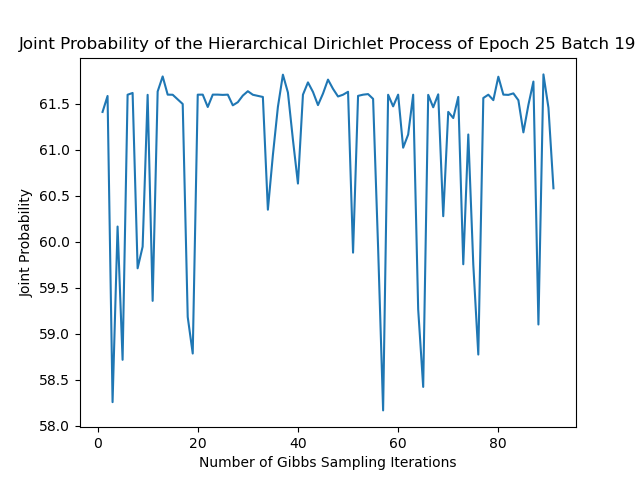 Joint Probability of the Hierarchical Dirichlet Process of Epoch 25 Batch 19
61.5
61.0
60.5
60.0
59.5
59.0
58.5
58.0
Joint Probability
0 20 40 60 80
Number of Gibbs Sampling Iterations